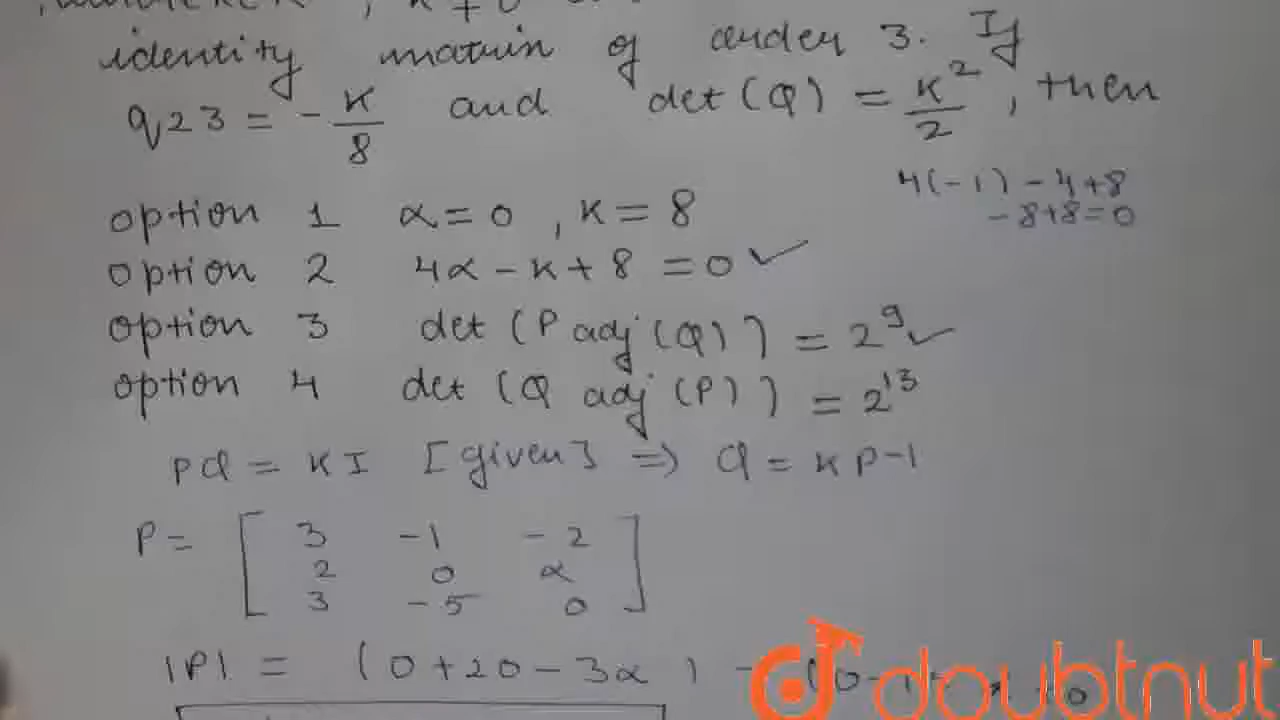 identity matrix of order 3. If
q23 = -K/8 and det(Q) = K²/2, then
4(-1) - 4+8
-8+8=0
option 1 α=0, K=8
option 2 4α-K+8=0 ✓
option 3 det(P adj(Q)) = 2⁹ ✓
option 4 det(Q adj(P)) = 2¹³
PQ = KI [given] ⇒ Q = KP-1
P = [ 3 -1 -2
2 0 α
3 -5 0 ]
|P| = (0+20-3α) -
doubtnut